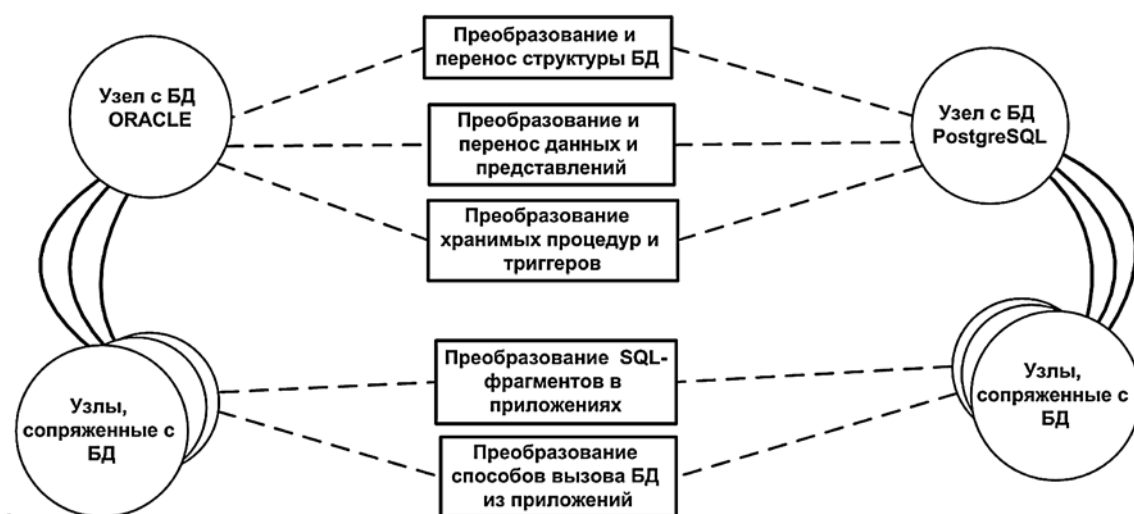 Преобразование и
перенос структуры БД
Узел с БД
ORACLE
Узел с БД
PostgreSQL
Преобразование и
перенос данных и
представлений
Преобразование
хранимых процедур и
триггеров
Преобразование SQL-
фрагментов в
приложениях
Узлы,
сопряженные с
БД
Узлы,
сопряженные с
БД
Преобразование
способов вызова БД
из приложений